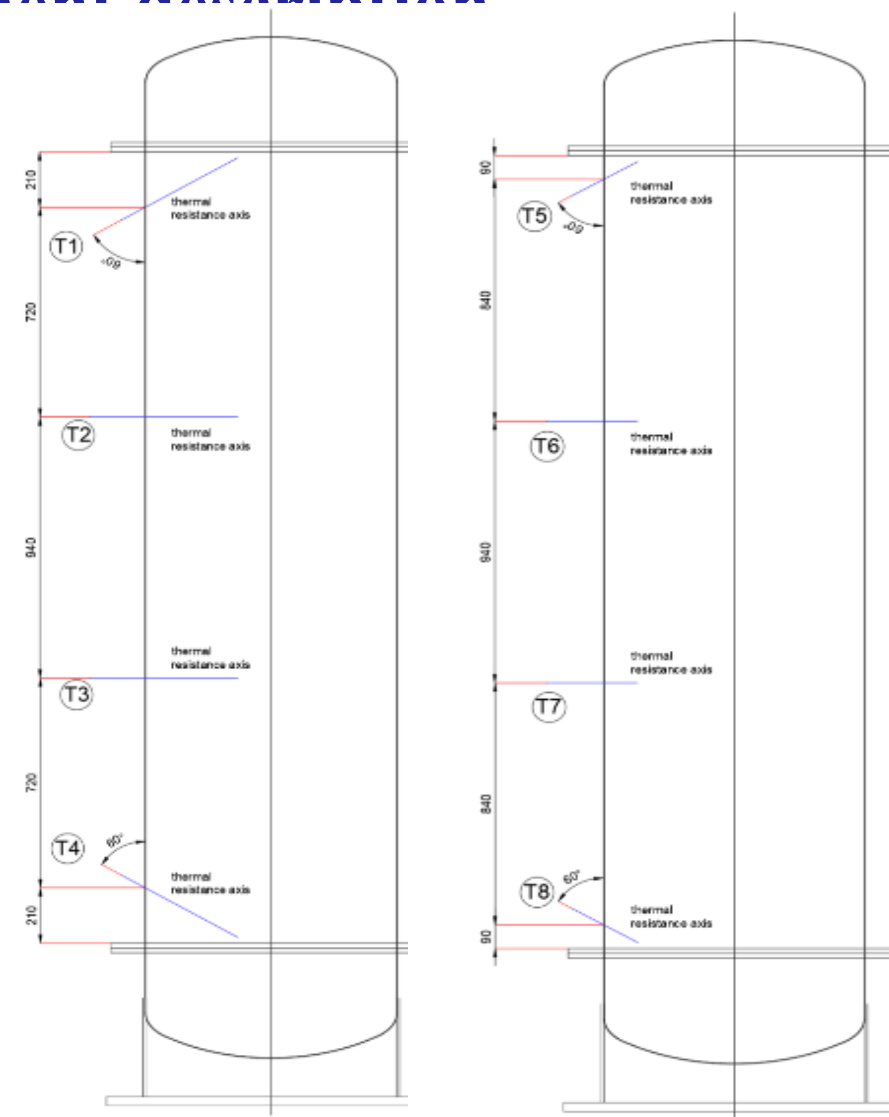 210
thermal
resistance axis
T1
60°
720
T2
thermal
resistance axis
940
thermal
resistance axis
T3
720
T4
60°
thermal
resistance axis
210
90
thermal
resistance axis
T5
60°
840
T6
thermal
resistance axis
940
thermal
resistance axis
T7
840
60°
T8
thermal
resistance axis
90